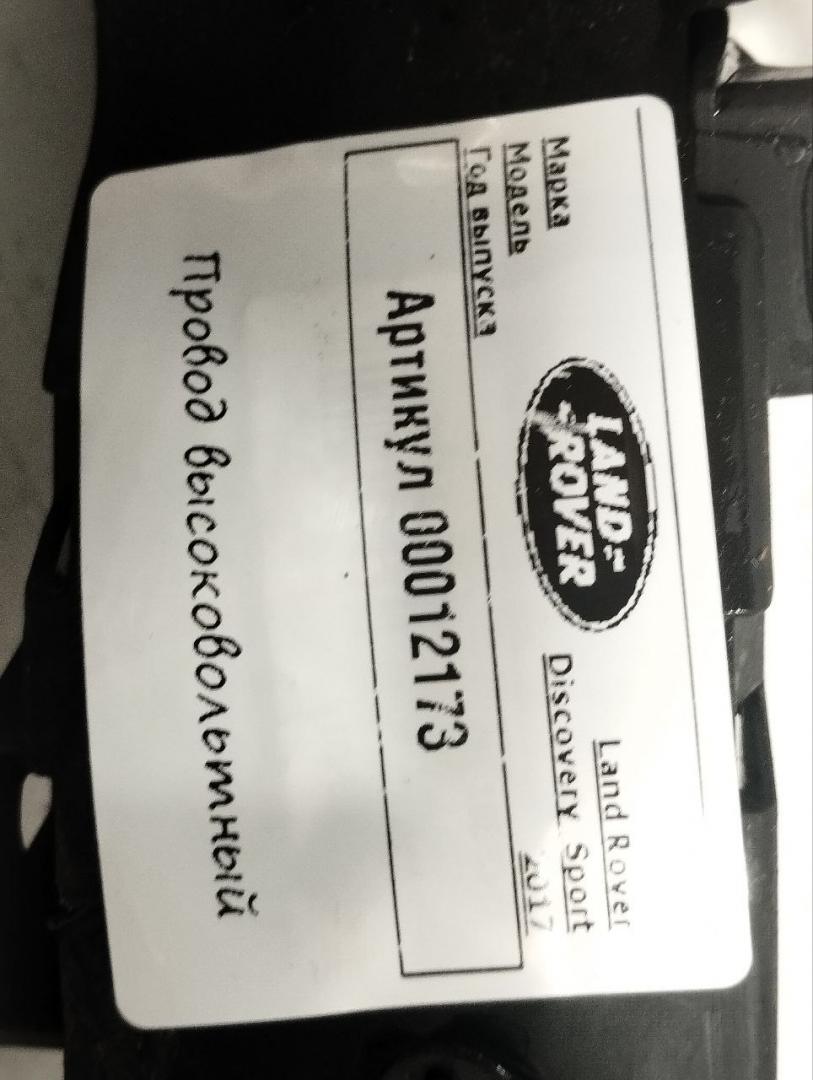 Марка
Land Rover
Модель
Discovery Sport
Год выпуска
2017
LAND-
-ROVER
Артикул 00012173
Провод высоковольтный